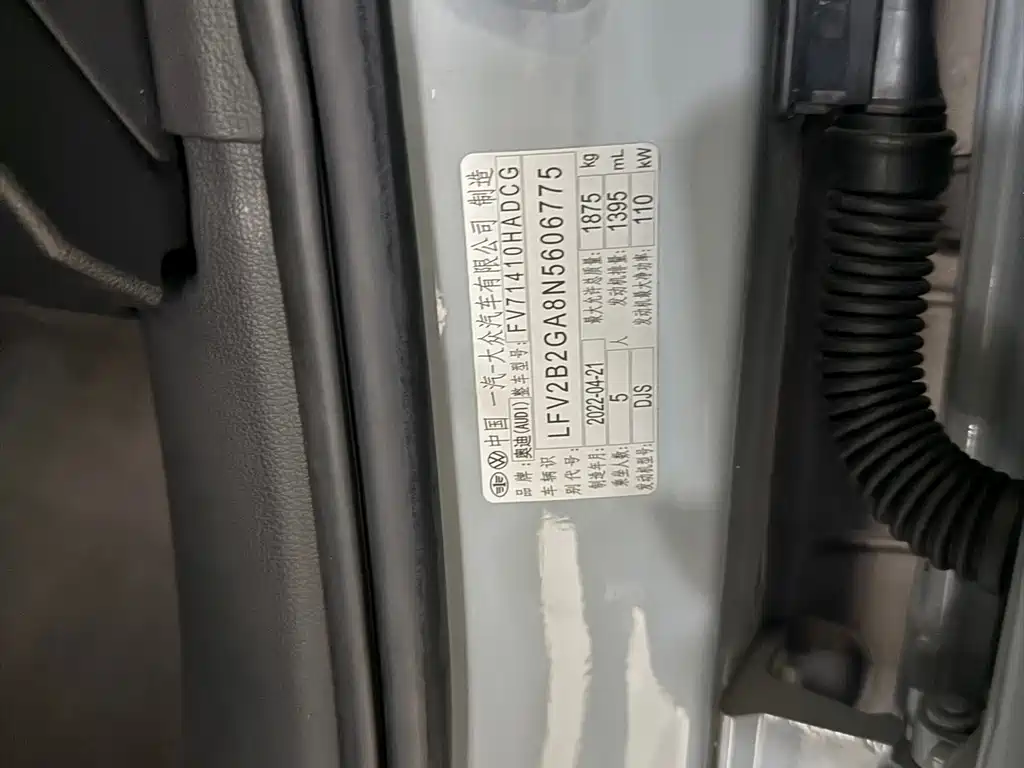 中国 一汽-大众汽车有限公司 制造
品牌: 奥迪(AUDI) 整车型号: FV71410HADCG
车辆识别代号: LFV2B2GA8N5606775
制造年月: 2022-04-21 最大允许总质量: 1875 kg
乘坐人数: 5 人 发动机排量: 1395 mL
发动机型号: DJS 发动机最大净功率: 110 kW